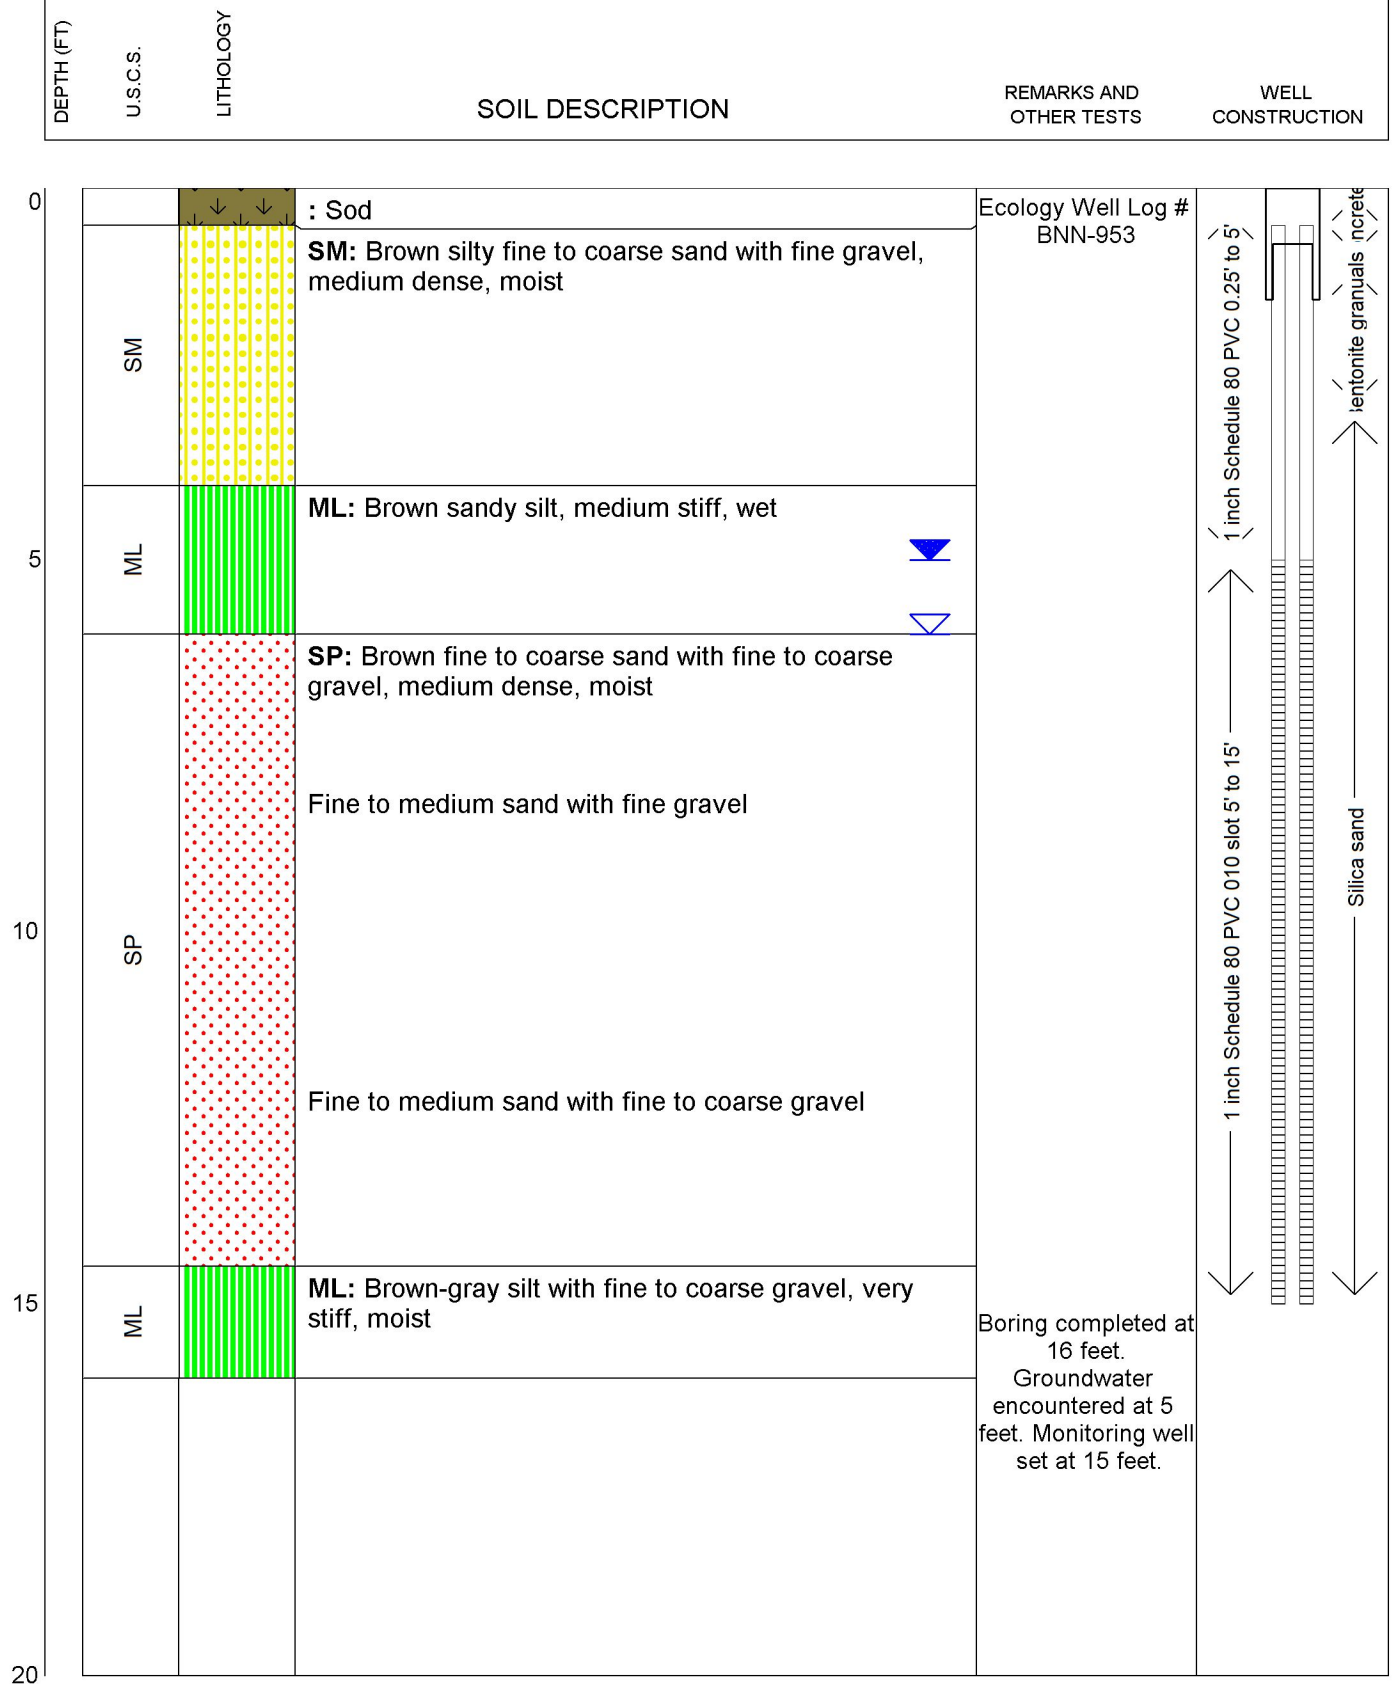 DEPTH (FT)
U.S.C.S.
LITHOLOGY
SOIL DESCRIPTION
REMARKS AND
OTHER TESTS
WELL
CONSTRUCTION
0
: Sod
Ecology Well Log #
BNN-953
SM
SM: Brown silty fine to coarse sand with fine gravel,
medium dense, moist
1 inch Schedule 80 PVC 0.25' to 5'
ncrete
entonite granuals
5
ML
ML: Brown sandy silt, medium stiff, wet
SP: Brown fine to coarse sand with fine to coarse
gravel, medium dense, moist
Fine to medium sand with fine gravel
10
SP
Fine to medium sand with fine to coarse gravel
1 inch Schedule 80 PVC 010 slot 5' to 15'
Silica sand
15
ML
ML: Brown-gray silt with fine to coarse gravel, very
stiff, moist
Boring completed at
16 feet.
Groundwater
encountered at 5
feet. Monitoring well
set at 15 feet.
20